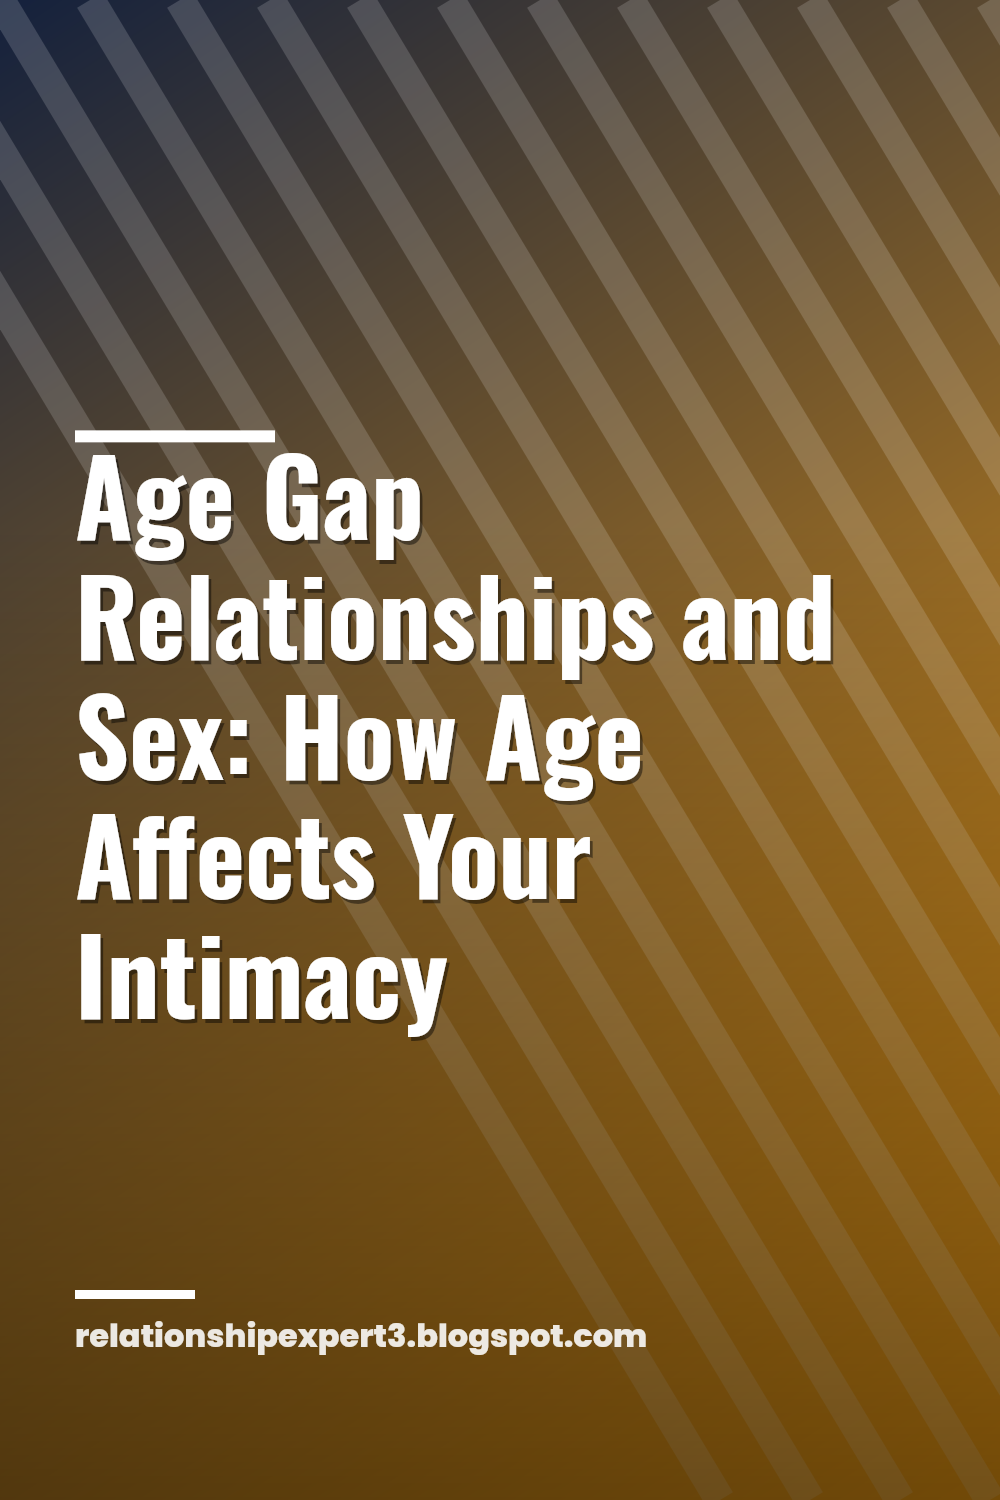 Age Gap
Relationships and
Sex: How Age
Affects Your
Intimacy
relationshipexpert3.blogspot.com